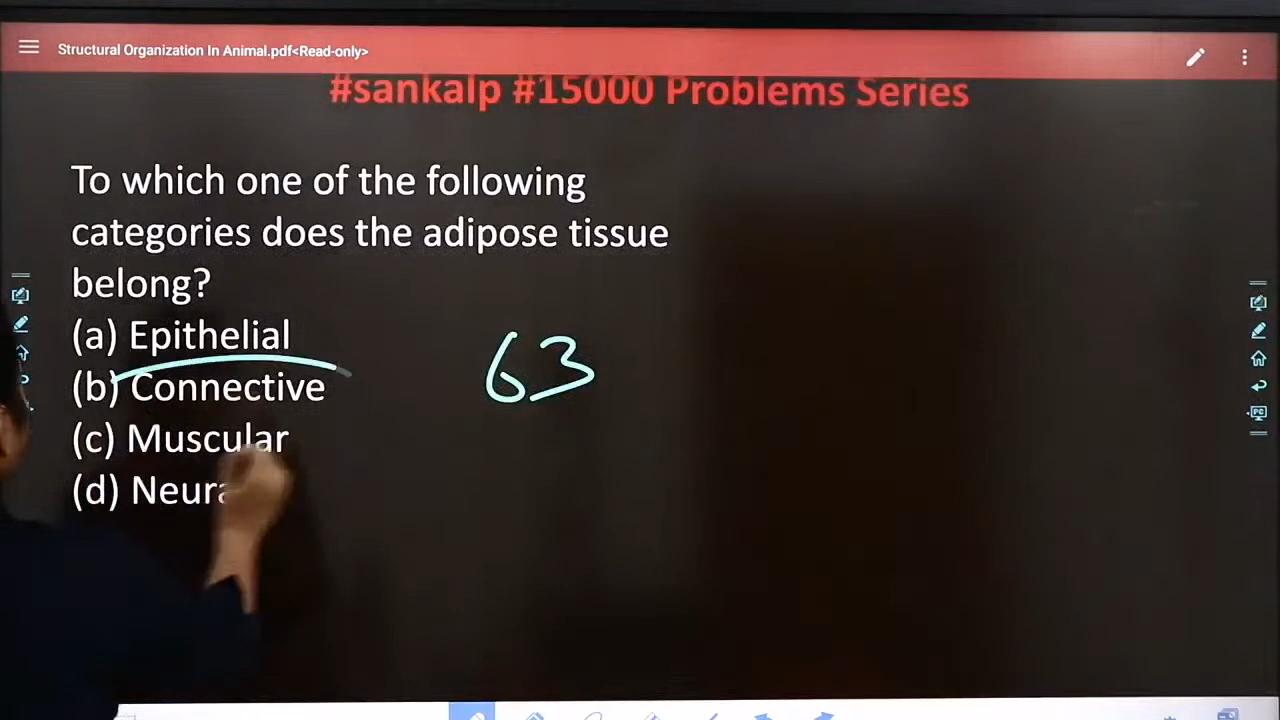 Structural Organization In Animal.pdf<Read-only>
#sankalp #15000 Problems Series
To which one of the following
categories does the adipose tissue
belong?
(a) Epithelial
(b) Connective
63
(c) Muscular
(d) Neura
PC